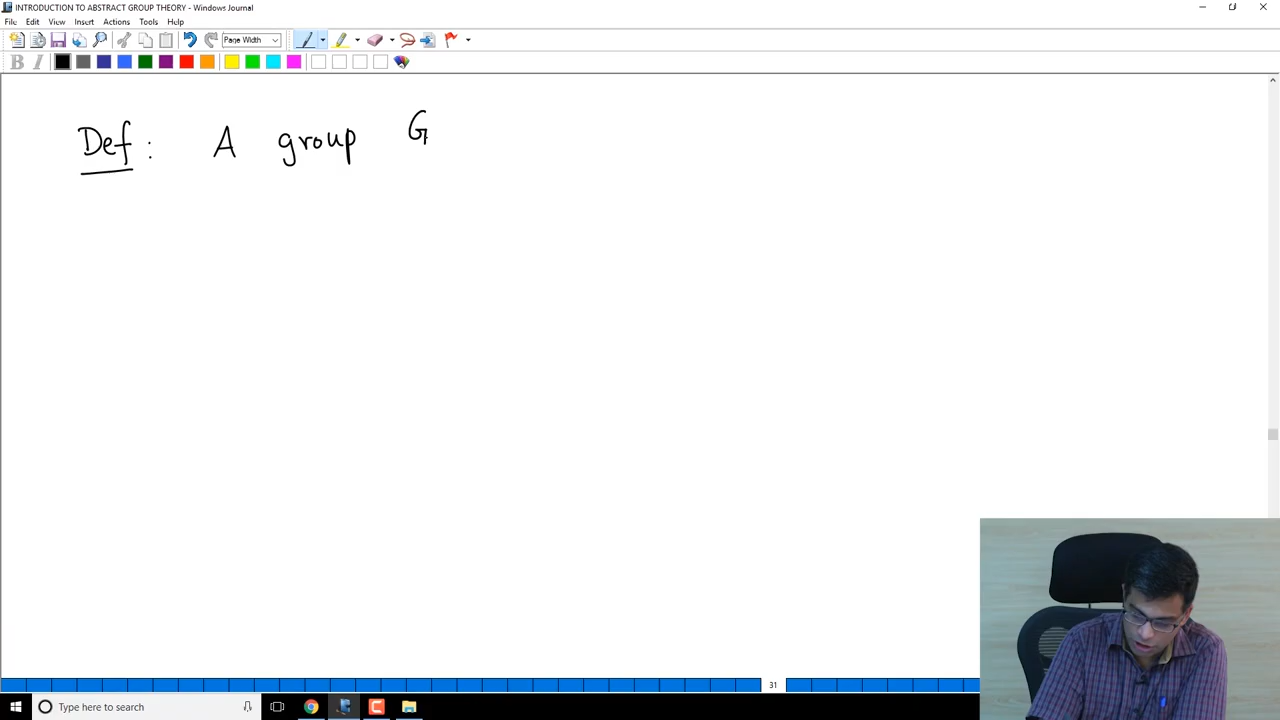 INTRODUCTION TO ABSTRACT GROUP THEORY - Windows Journal
File Edit View Insert Actions Tools Help
Page Width
B I
Def : A group G
31
Type here to search